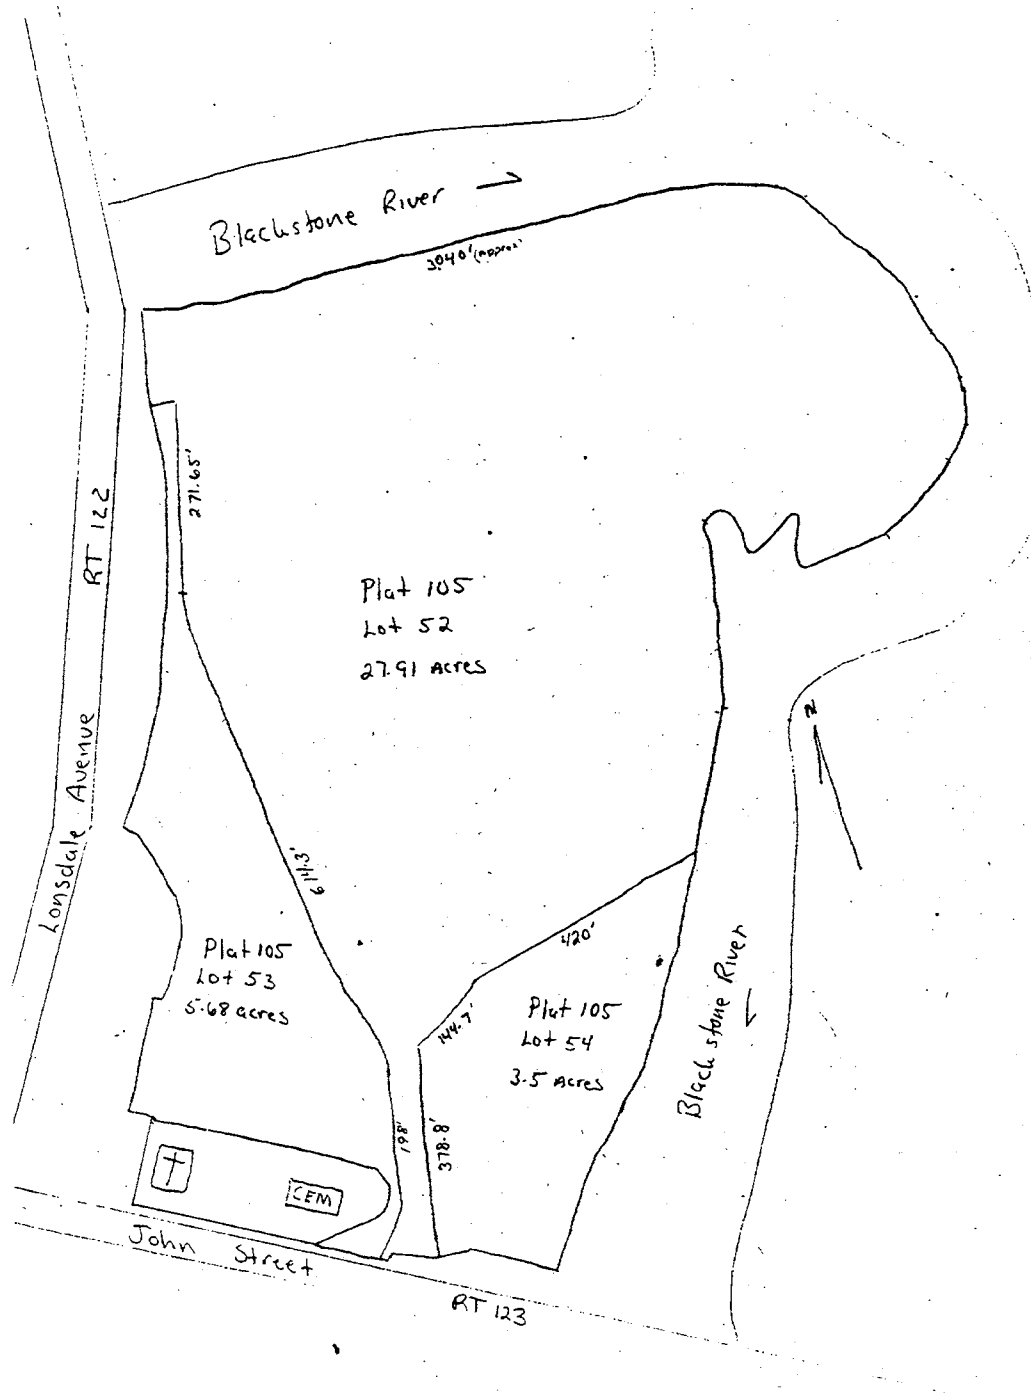 Blackstone River
3040' (approx)
271.65'
RT 122
Plat 105
Lot 52
27.91 Acres
N
Lonsdale Avenue
611.3'
420'
Plat 105
Lot 53
5.68 acres
144.7'
Plat 105
Lot 54
3.5 Acres
Blackstone River
198'
378.8'
CEM
John Street
RT 123